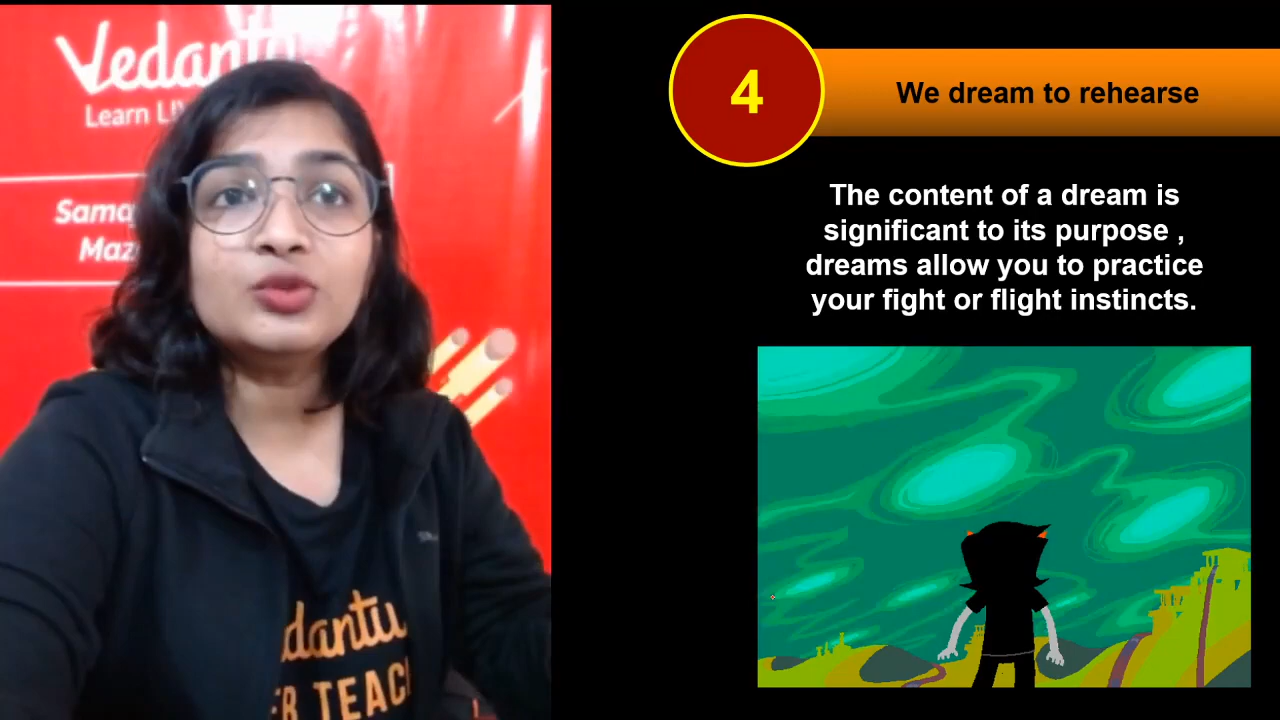 Vedantu
4
We dream to rehearse
The content of a dream is
significant to its purpose ,
dreams allow you to practice
your fight or flight instincts.